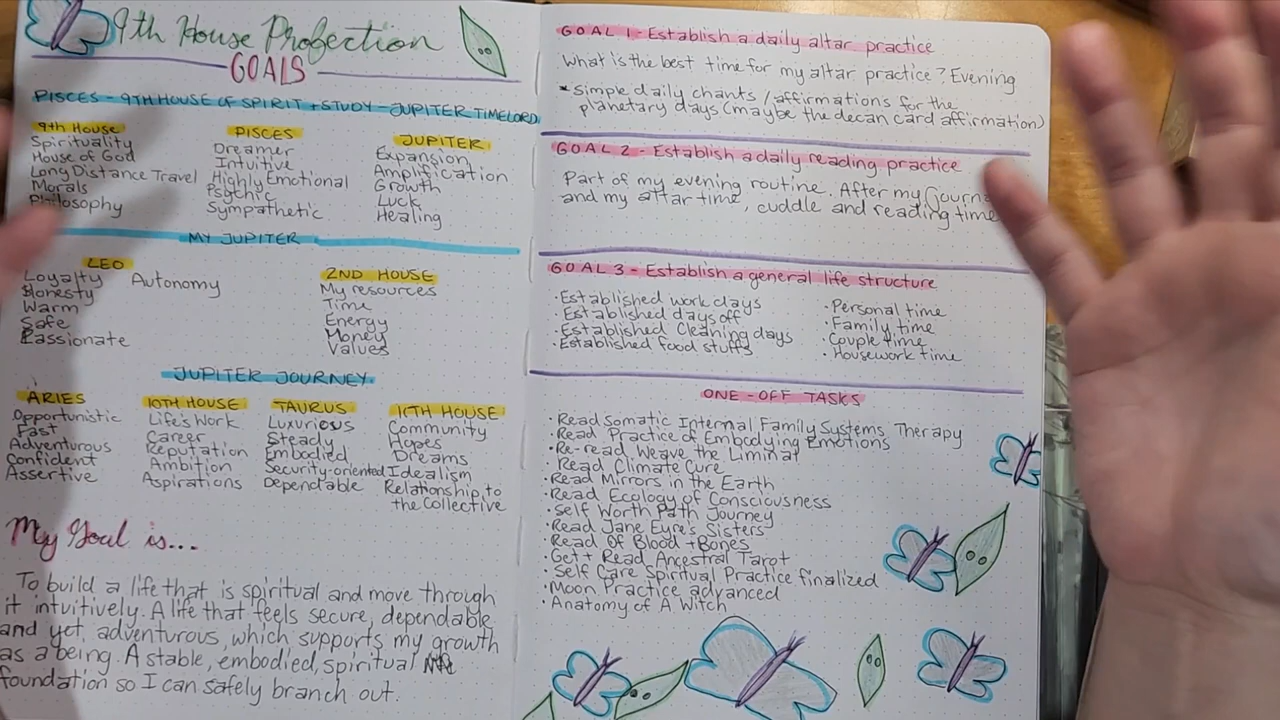 9th House Profection
GOALS
PISCES - 9TH HOUSE OF SPIRIT + STUDY - JUPITER TIMELORD
9th House
Spirituality
House of God
Long Distance Travel
Morals
Philosophy
PISCES
Dreamer
Intuitive
Highly Emotional
Psychic
Sympathetic
JUPITER
Expansion
Amplification
Growth
Luck
Healing
MY JUPITER
LEO
Loyalty Autonomy
Honesty
Warm
Safe
Passionate
2ND HOUSE
My resources
Time
Energy
Money
Values
JUPITER JOURNEY
ARIES
Opportunistic
Fast
Adventurous
Confident
Assertive
10TH HOUSE
Life's Work
Career
Reputation
Ambition
Aspirations
TAURUS
Luxurious
Steady
Embodied
Security-oriented
Dependable
11TH HOUSE
Community
Hopes
Dreams
Idealism
Relationship to
the Collective
My Goal is...
To build a life that is spiritual and move through
it intuitively. A life that feels secure, dependable
and yet, adventurous, which supports my growth
as a being. A stable, embodied, spiritual
foundation so I can safely branch out.
GOAL 1 - Establish a daily altar practice
What is the best time for my altar practice? Evening
* simple daily chants / affirmations for the
planetary days (maybe the decan card affirmation)
GOAL 2 - Establish a daily reading practice
Part of my evening routine. After my
and my altar time, cuddle and reading time
GOAL 3 - Establish a general life structure
· Established work days
· Established days off
· Established Cleaning days
· Established food stuffs
· Personal time
· Family time
· Couple time
· Housework time
ONE-OFF TASKS
· Read Somatic Internal Family Systems Therapy
· Read Practice of Embodying Emotions
· Re-read Weave the Liminal
· Read Climate Cure
· Read Mirrors in the Earth
· Read Ecology of Consciousness
· Self Worth Path Journey
· Read Jane Eyre's Sisters
· Read Of Blood + Bones
· Get + Read Ancestral Tarot
· Self Care Spiritual Practice finalized
· Moon Practice advanced
· Anatomy of A Witch